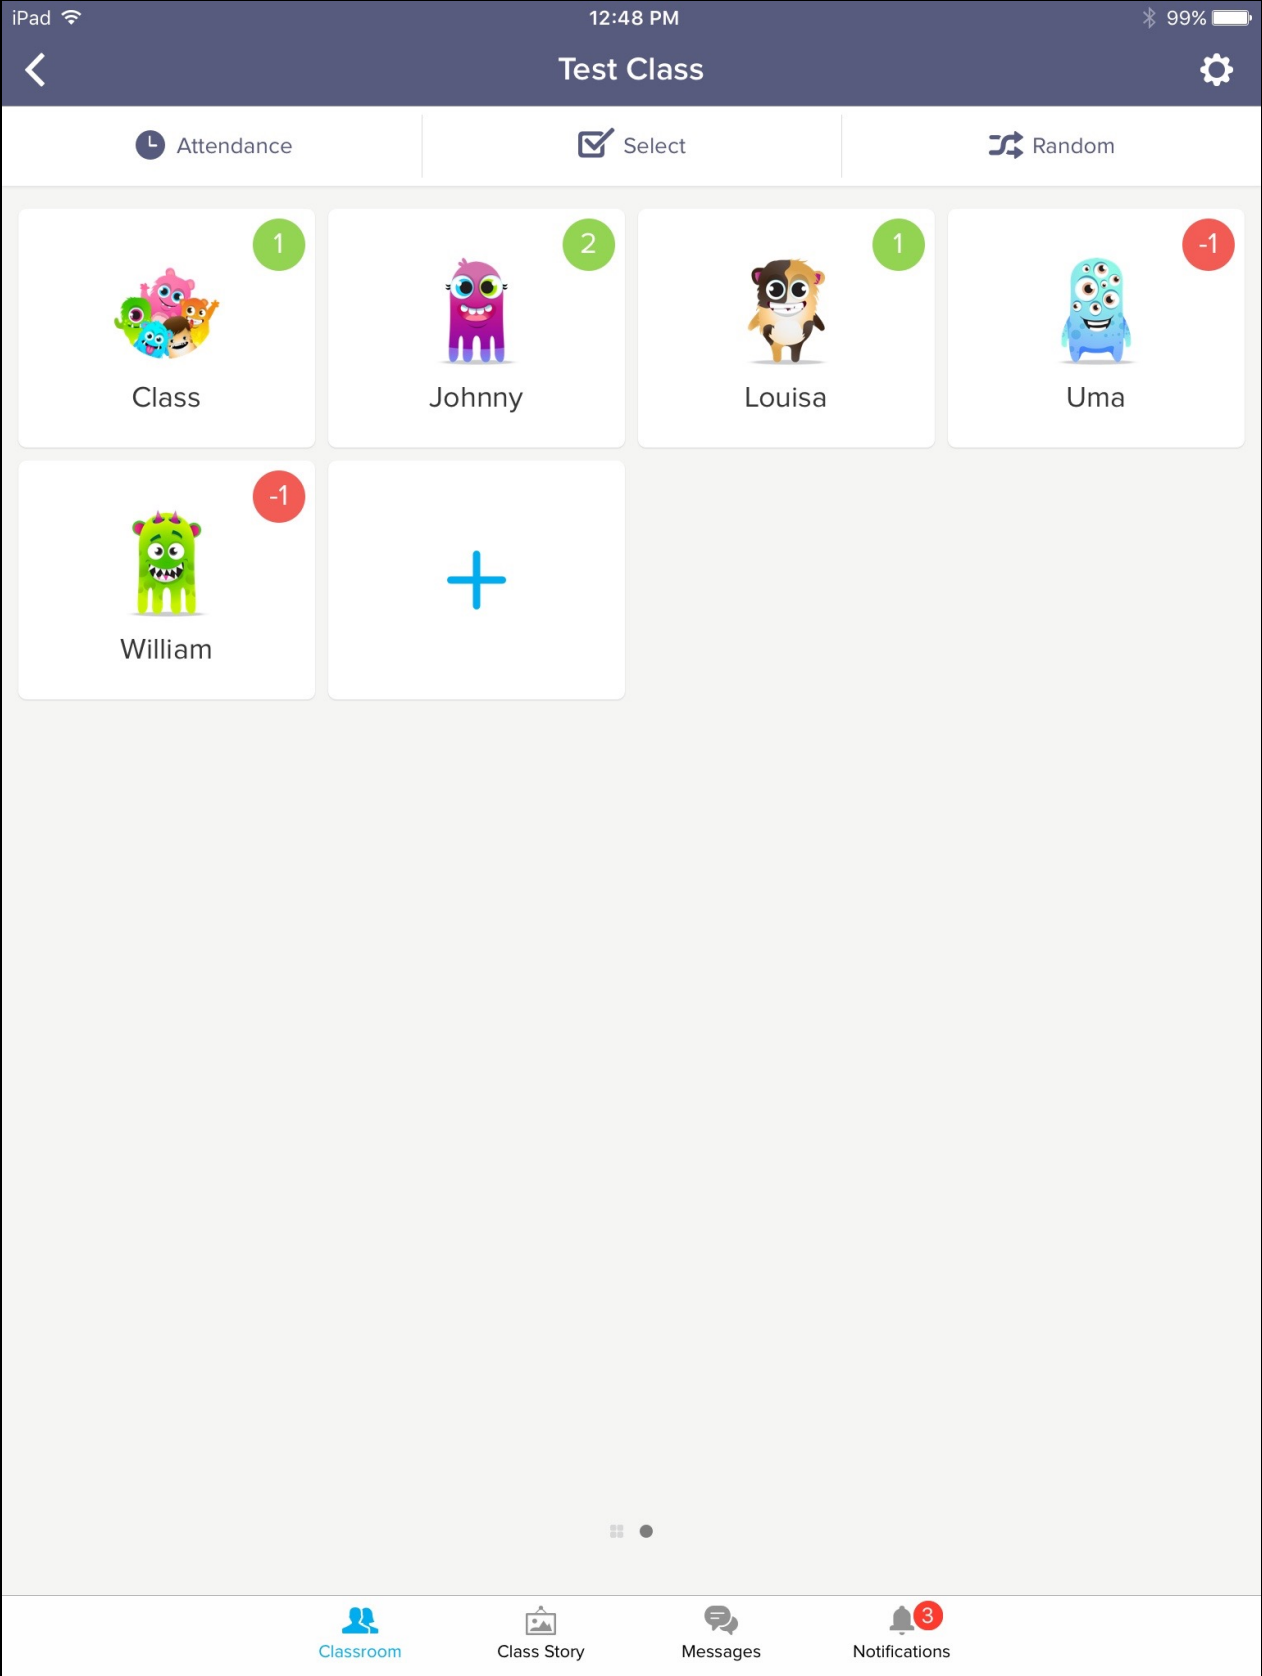 iPad 12:48 PM 99%
Test Class
Attendance Select Random
1 2 1 -1
Class Johnny Louisa Uma
-1
William
3
Classroom Class Story Messages Notifications